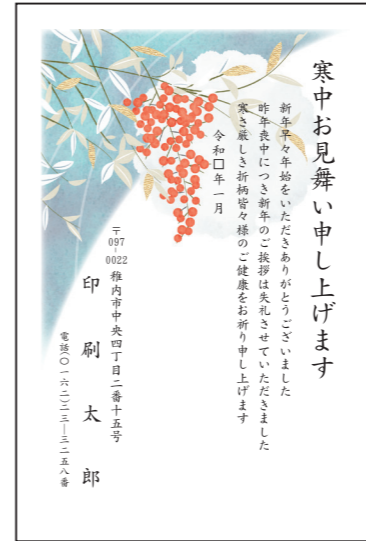 寒中お見舞い申し上げます
新年早々年始をいただきありがとうございました
昨年喪中につき新年のご挨拶は失礼させていただきました
寒さ厳しき折柄皆々様のご健康をお祈り申し上げます
令和□年一月
〒097-0022 稚内市中央四丁目二番十五号
印刷太郎
電話(〇一六二)二三―三二五八番